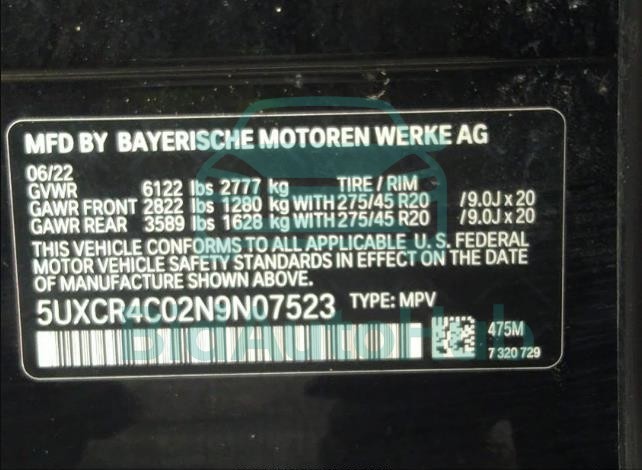 MFD BY BAYERISCHE MOTOREN WERKE AG
06/22
GVWR 6122 lbs 2777 kg TIRE / RIM
GAWR FRONT 2822 lbs 1280 kg WITH 275/45 R20 /9.0J x 20
GAWR REAR 3589 lbs 1628 kg WITH 275/45 R20 /9.0J x 20
THIS VEHICLE CONFORMS TO ALL APPLICABLE U. S. FEDERAL
MOTOR VEHICLE SAFETY STANDARDS IN EFFECT ON THE DATE
OF MANUFACTURE SHOWN ABOVE.
5UXCR4C02N9N07523 TYPE: MPV
BidAutoHub
475M
7 320 729